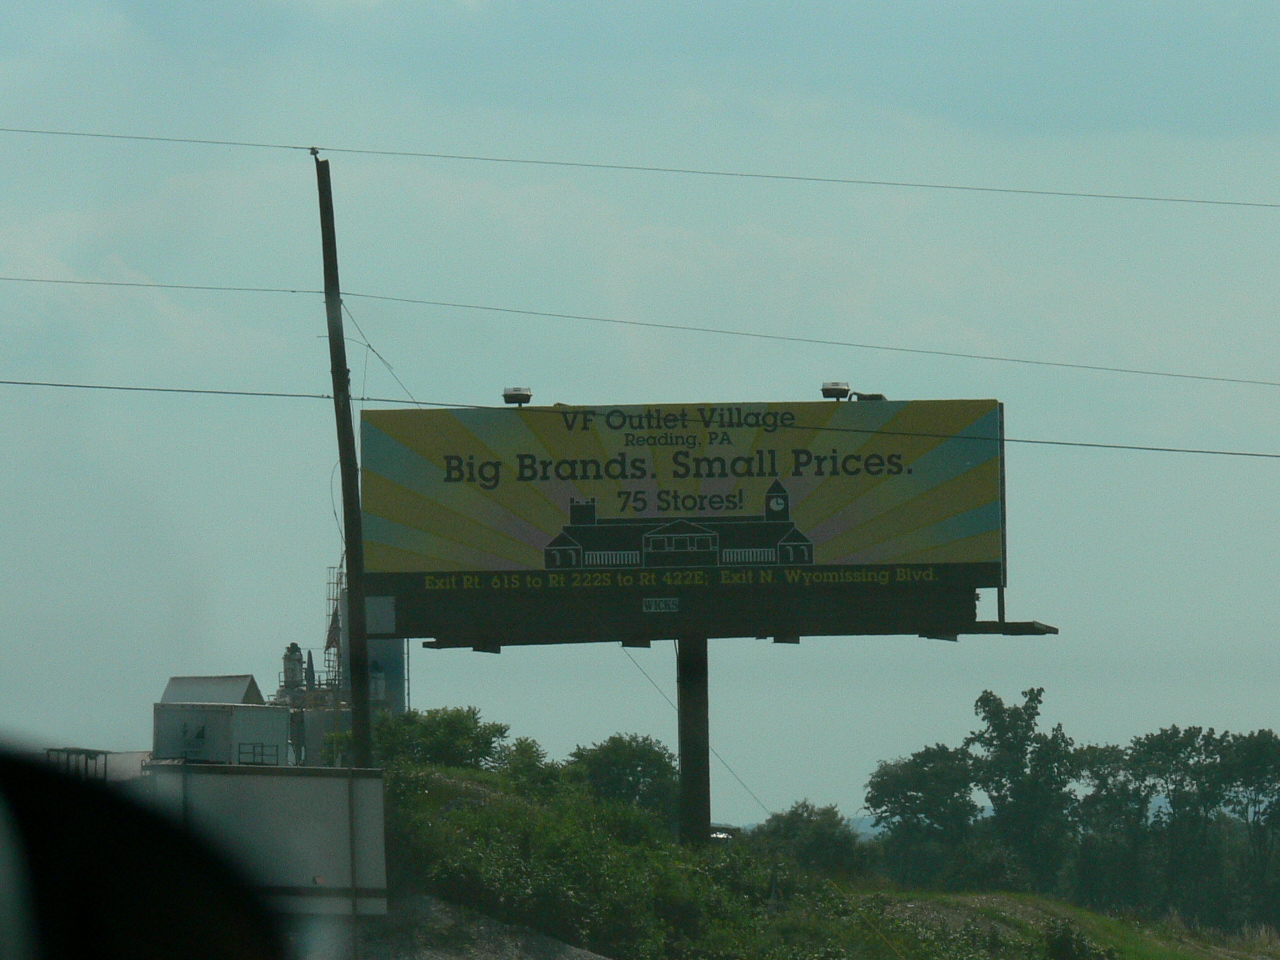 VF Outlet Village
Reading, PA
Big Brands. Small Prices.
75 Stores!
Exit Rt. 61S to Rt 222S to Rt 422E; Exit N. Wyomissing Blvd.
WICKS